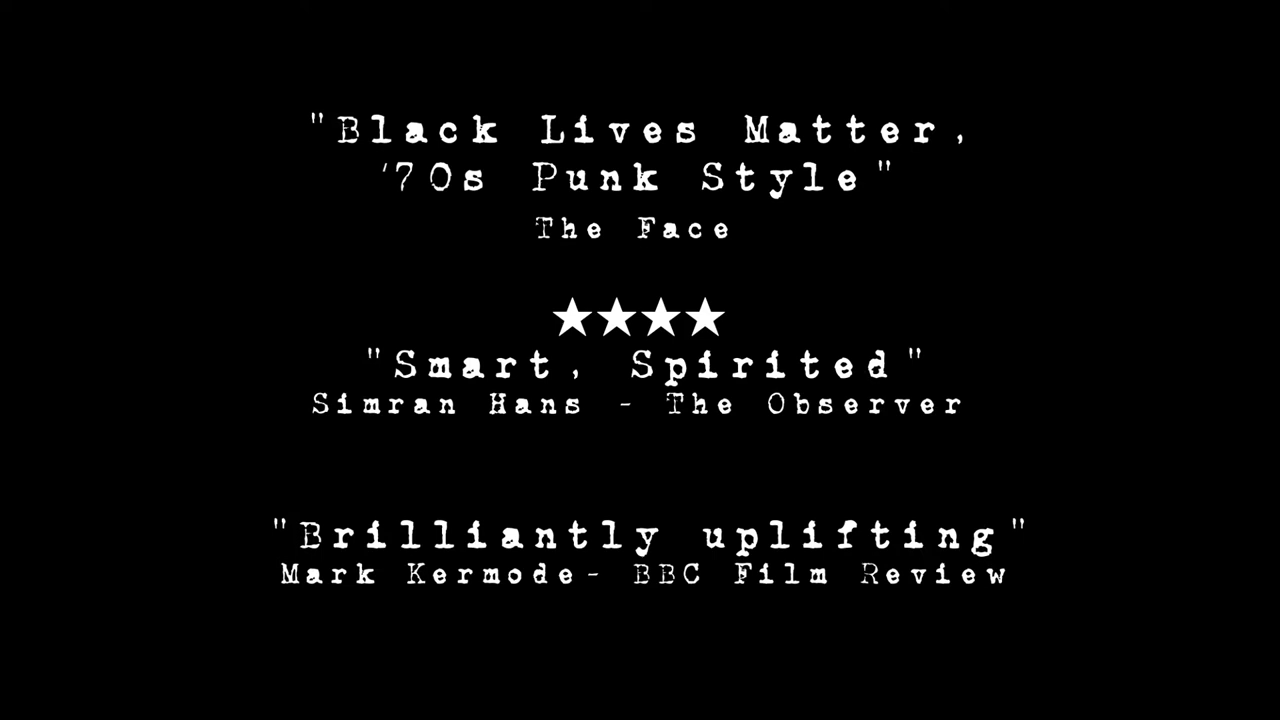 "Black Lives Matter,
'70s Punk Style"
The Face
★★★★
"Smart, Spirited"
Simran Hans - The Observer
"Brilliantly uplifting"
Mark Kermode- BBC Film Review